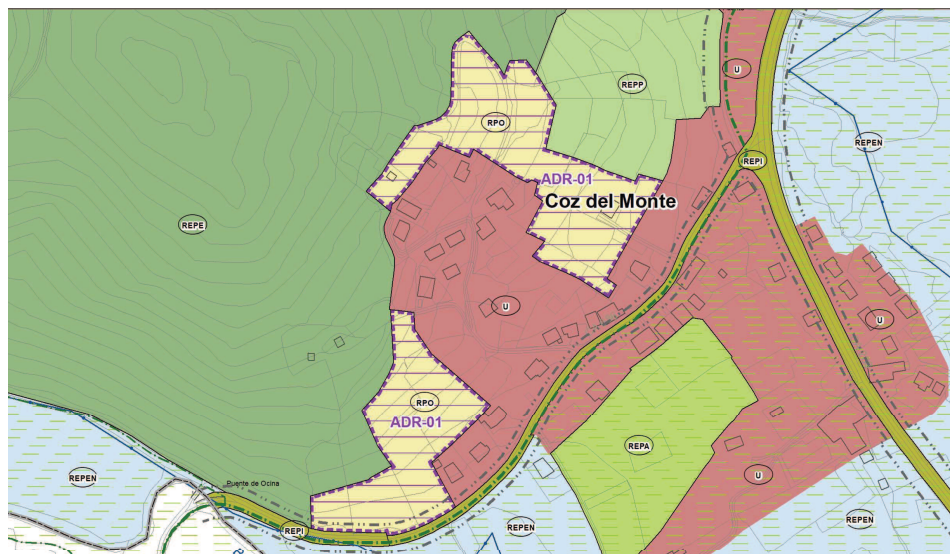 U
REPP
RPO
REPEN
REPI
ADR-01
Coz del Monte
REPE
U
U
RPO
ADR-01
REPA
U
REPEN
Puente de Ocina
REPI
REPEN
REPEN